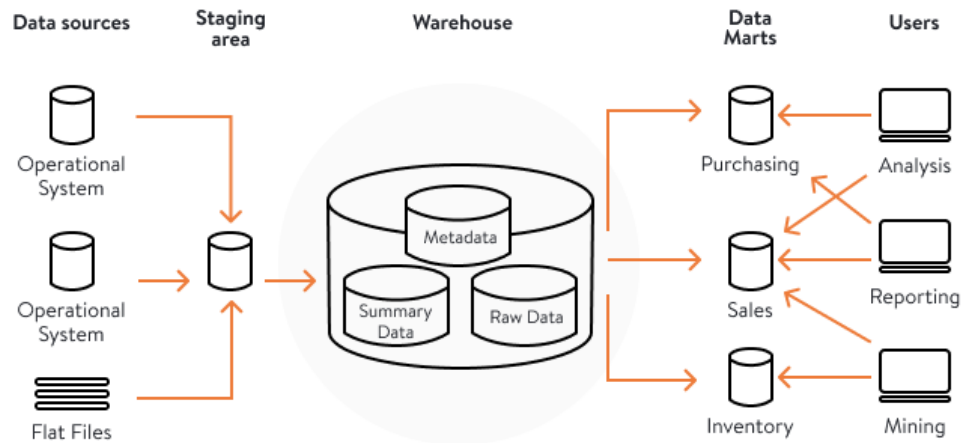 Data sources
Staging
area
Warehouse
Data
Marts
Users
Operational
System
Operational
System
Flat Files
Metadata
Summary
Data
Raw Data
Purchasing
Sales
Inventory
Analysis
Reporting
Mining